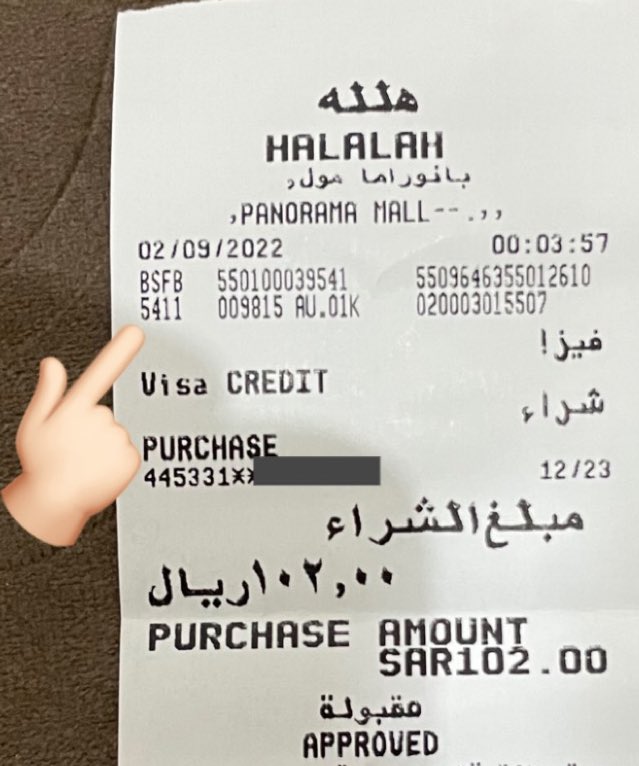 هللة
HALALAH
بانوراما مول,
,PANORAMA MALL--.,,
02/09/2022 00:03:57
BSFB 550100039541 5509646355012610
5411 009815 AU.01K 020003015507
فيزا
Visa CREDIT
شراء
PURCHASE
445331** 12/23
مبلغ الشراء
١٠٢,٠٠ ريال
PURCHASE AMOUNT
SAR102.00
مقبولة
APPROVED